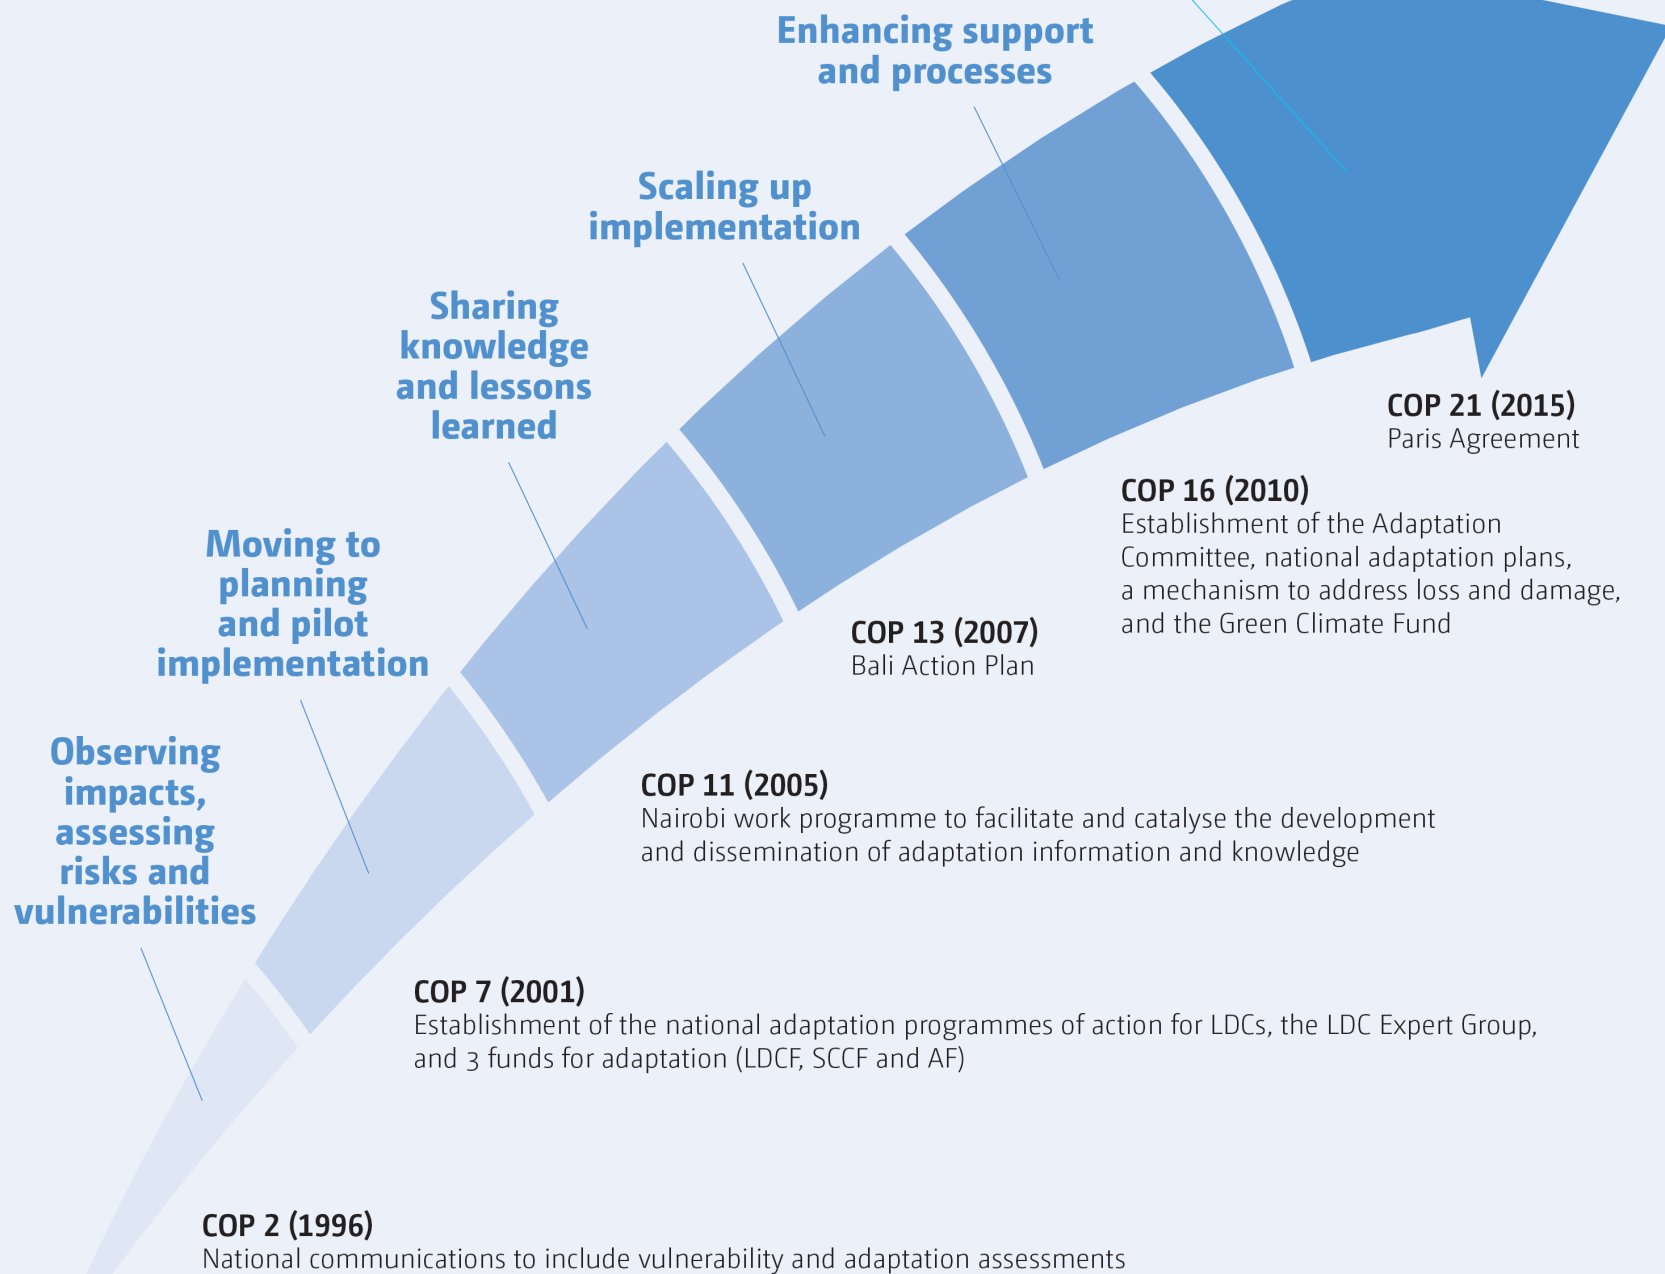 Enhancing support
and processes
Scaling up
implementation
Sharing
knowledge
and lessons
learned
Moving to
planning
and pilot
implementation
Observing
impacts,
assessing
risks and
vulnerabilities
COP 21 (2015)
Paris Agreement
COP 16 (2010)
Establishment of the Adaptation
Committee, national adaptation plans,
a mechanism to address loss and damage,
and the Green Climate Fund
COP 13 (2007)
Bali Action Plan
COP 11 (2005)
Nairobi work programme to facilitate and catalyse the development
and dissemination of adaptation information and knowledge
COP 7 (2001)
Establishment of the national adaptation programmes of action for LDCs, the LDC Expert Group,
and 3 funds for adaptation (LDCF, SCCF and AF)
COP 2 (1996)
National communications to include vulnerability and adaptation assessments